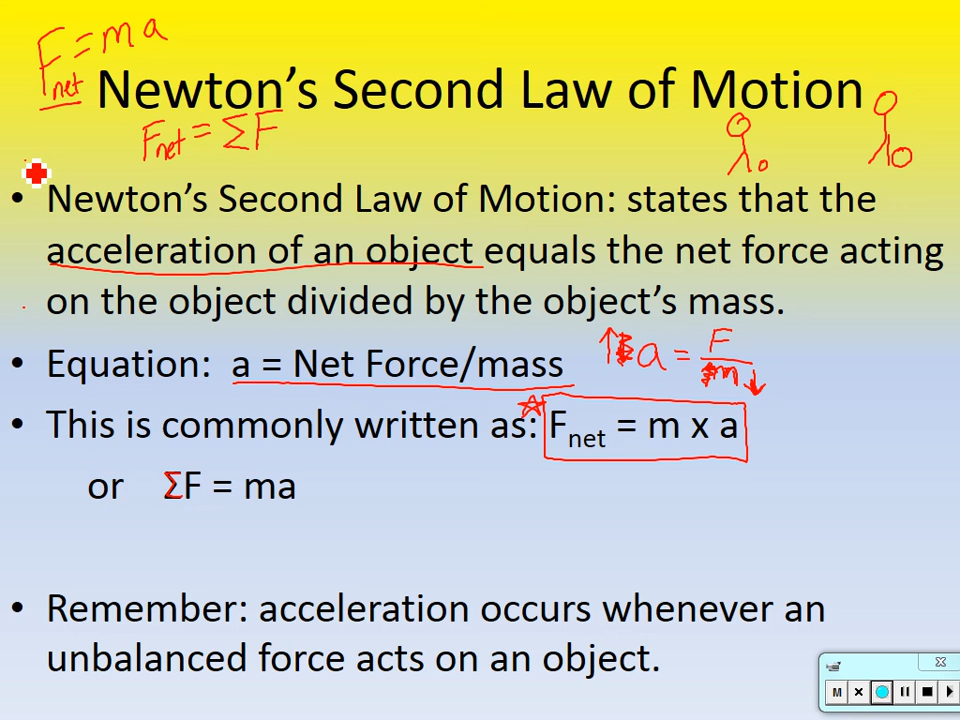 Fnet = ma
Newton's Second Law of Motion
Fnet = ΣF
• Newton's Second Law of Motion: states that the
acceleration of an object equals the net force acting
on the object divided by the object's mass.
• Equation: a = Net Force/mass
↑ a = F/m ↓
• This is commonly written as: Fnet = m x a
or ΣF = ma
• Remember: acceleration occurs whenever an
unbalanced force acts on an object.
M